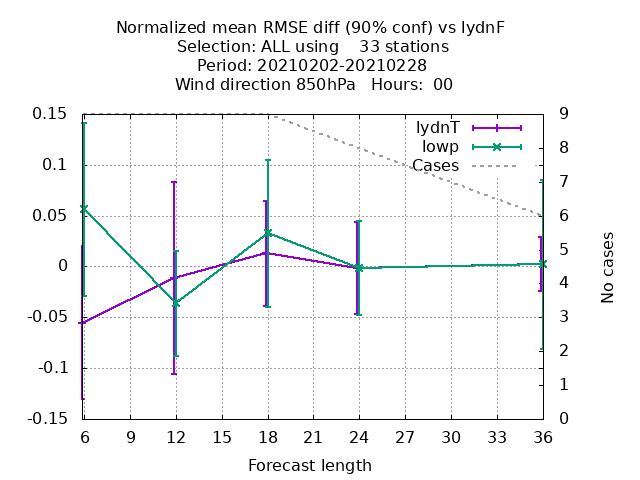 Normalized mean RMSE diff (90% conf) vs lydnF
Selection: ALL using    33 stations
Period: 20210202-20210228
Wind direction 850hPa   Hours:  00
lydnT
lowp
Cases
0.15
0.1
0.05
0
-0.05
-0.1
-0.15
9
8
7
6
5
4
3
2
1
0
No cases
6 9 12 15 18 21 24 27 30 33 36
Forecast length